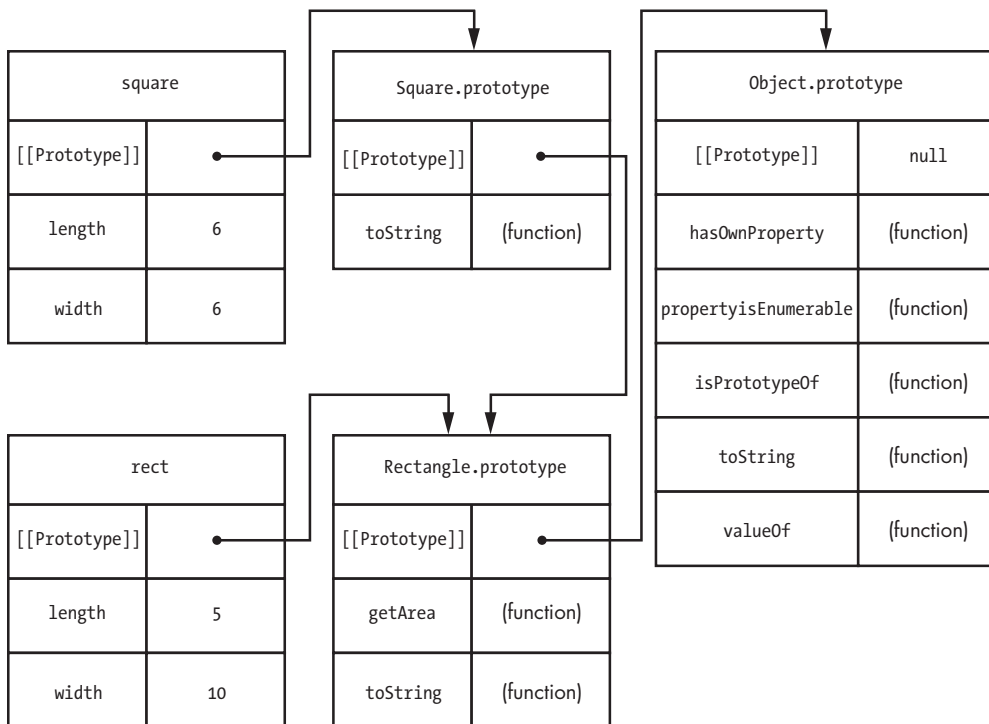 square
[[Prototype]]
length 6
width 6
Square.prototype
[[Prototype]]
toString (function)
Object.prototype
[[Prototype]] null
hasOwnProperty (function)
propertyisEnumerable (function)
isPrototypeOf (function)
toString (function)
valueOf (function)
rect
[[Prototype]]
length 5
width 10
Rectangle.prototype
[[Prototype]]
getArea (function)
toString (function)